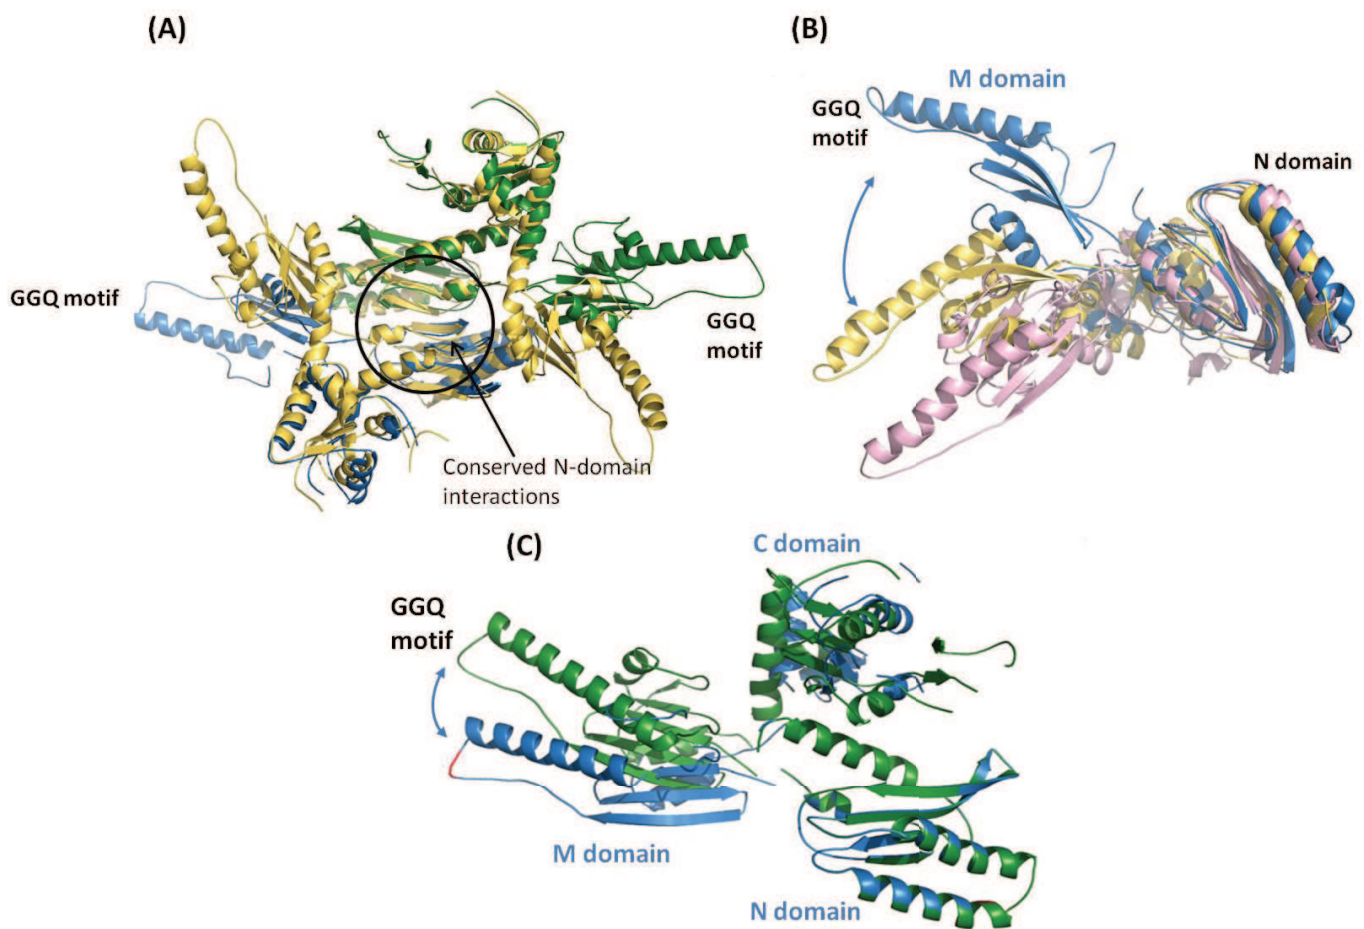 (A)
GGQ motif
GGQ
motif
Conserved N-domain
interactions
(B)
M domain
GGQ
motif
N domain
(C)
C domain
GGQ
motif
M domain
N domain